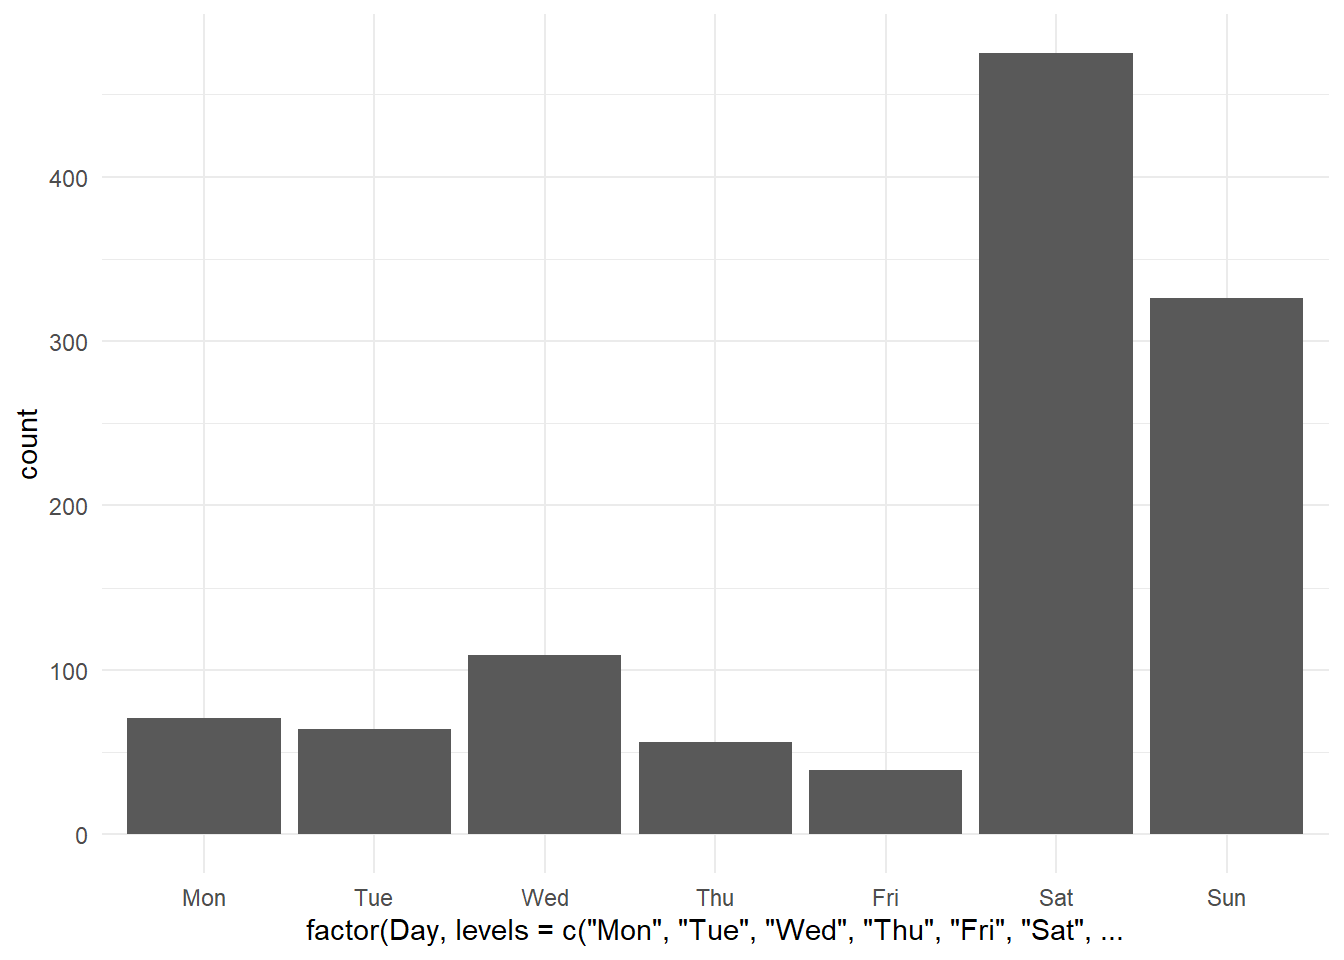 400
300
200
100
0
count
Mon Tue Wed Thu Fri Sat Sun
factor(Day, levels = c("Mon", "Tue", "Wed", "Thu", "Fri", "Sat", ...